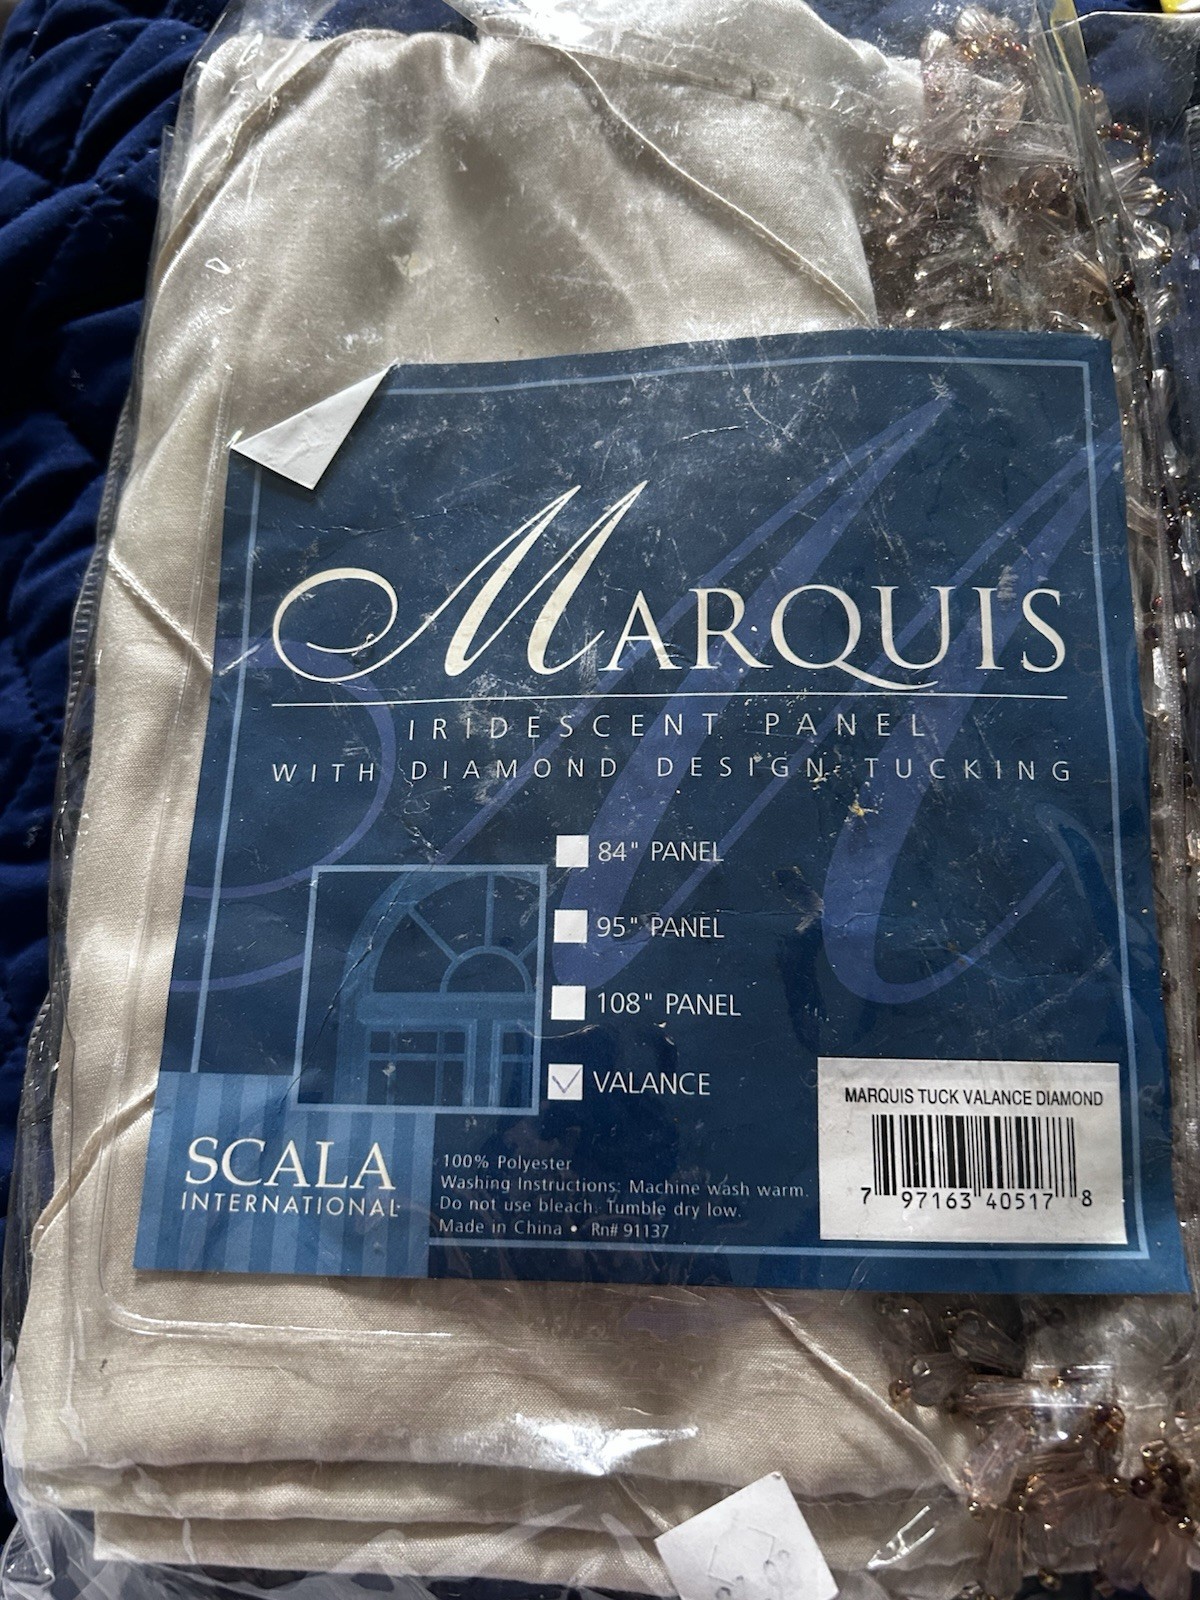 MARQUIS
IRIDESCENT PANEL
WITH DIAMOND DESIGN TUCKING
84" PANEL
95" PANEL
108" PANEL
VALANCE
MARQUIS TUCK VALANCE DIAMOND
7 97163 40517 8
SCALA
INTERNATIONAL
100% Polyester
Washing Instructions: Machine wash warm.
Do not use bleach. Tumble dry low.
Made in China • Rn# 91137